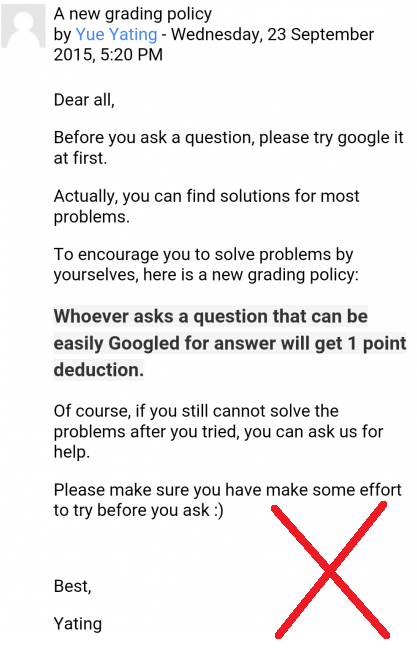 A new grading policy
by Yue Yating - Wednesday, 23 September
2015, 5:20 PM
Dear all,
Before you ask a question, please try google it
at first.
Actually, you can find solutions for most
problems.
To encourage you to solve problems by
yourselves, here is a new grading policy:
Whoever asks a question that can be
easily Googled for answer will get 1 point
deduction.
Of course, if you still cannot solve the
problems after you tried, you can ask us for
help.
Please make sure you have make some effort
to try before you ask :)
Best,
Yating